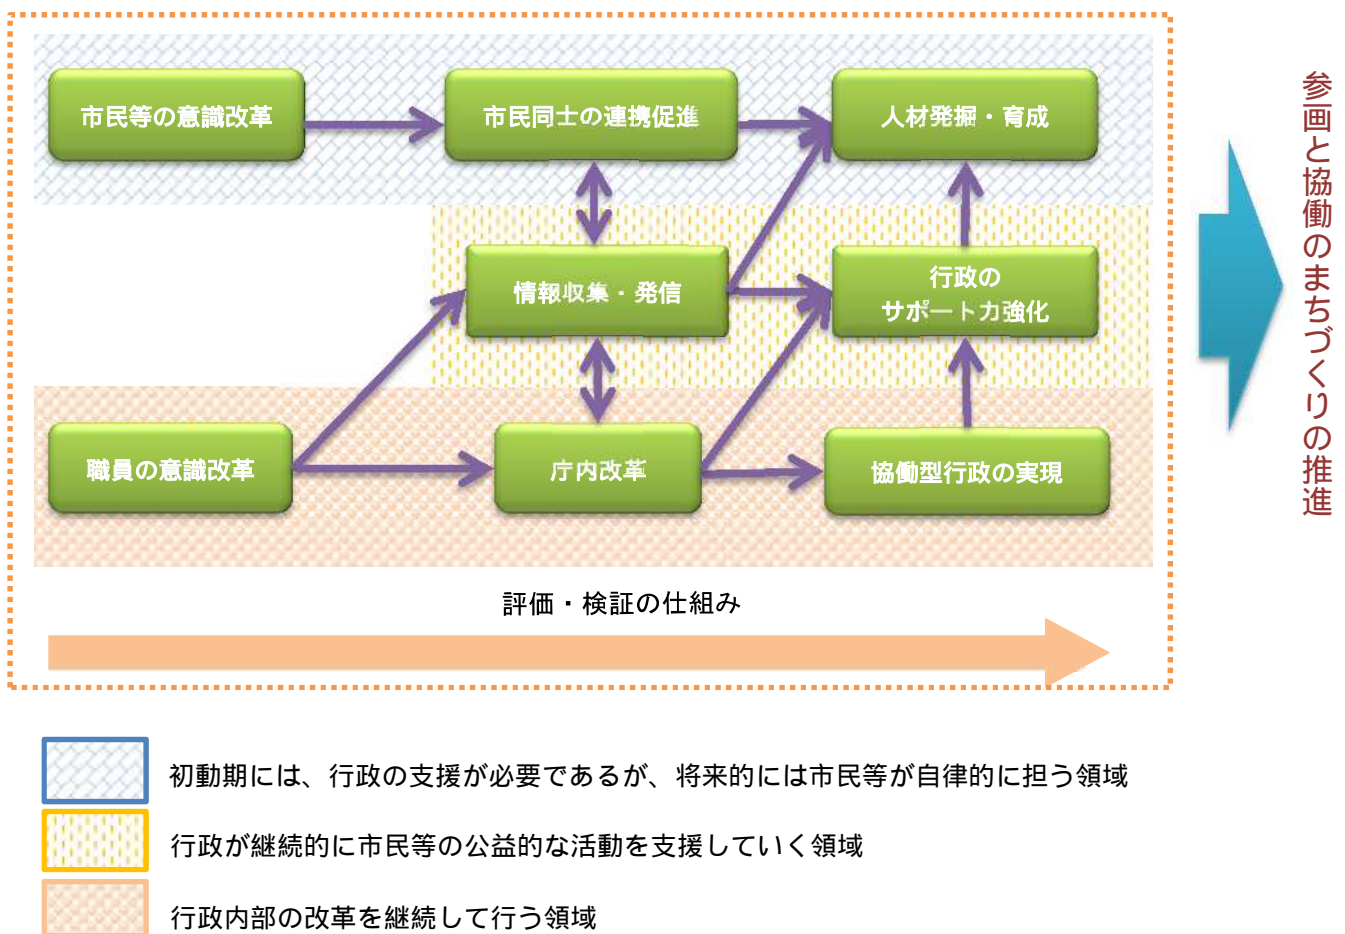 市民等の意識改革
市民同士の連携促進
人材発掘・育成
情報収集・発信
行政の
サポート力強化
職員の意識改革
庁内改革
協働型行政の実現
評価・検証の仕組み
参画と協働のまちづくりの推進
初動期には、行政の支援が必要であるが、将来的には市民等が自律的に担う領域
行政が継続的に市民等の公益的な活動を支援していく領域
行政内部の改革を継続して行う領域